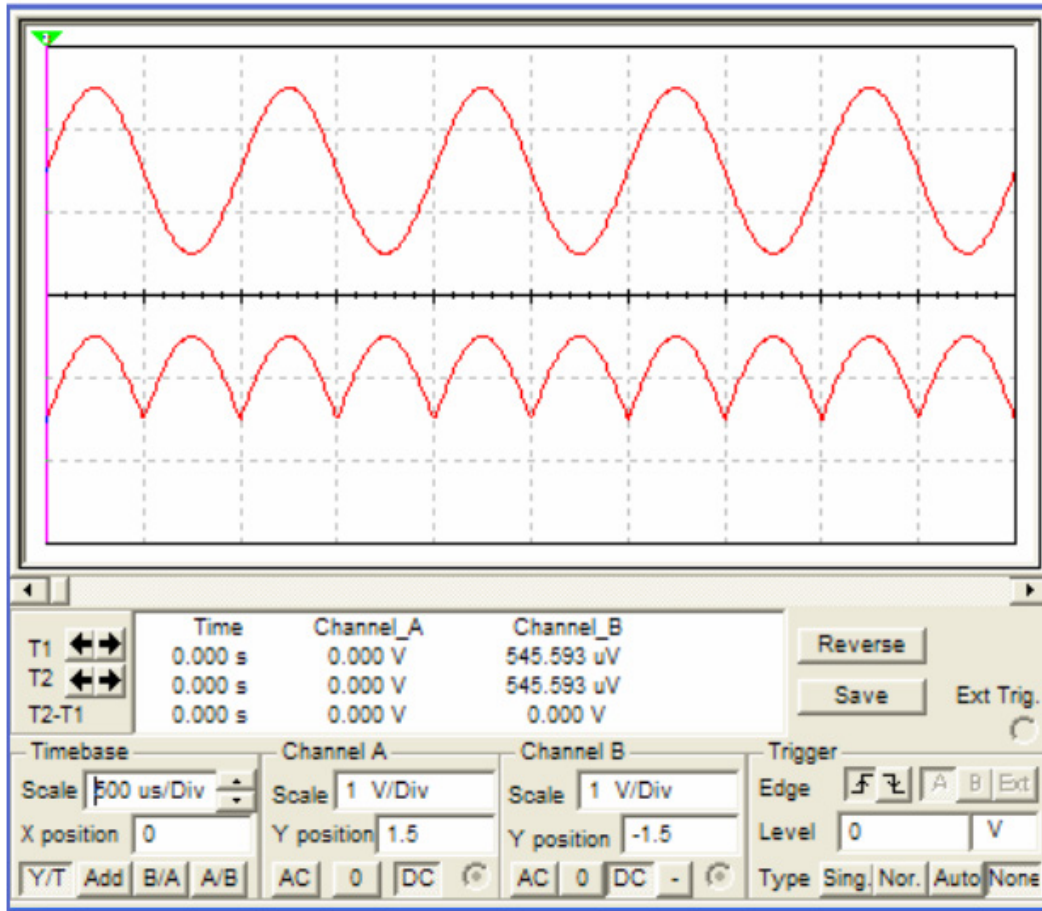 Time Channel_A Channel_B
T1 0.000 s 0.000 V 545.593 uV
T2 0.000 s 0.000 V 545.593 uV
T2-T1 0.000 s 0.000 V 0.000 V
Reverse
Save
Ext Trig.
Timebase
Scale 500 us/Div
X position 0
Y/T Add B/A A/B
Channel A
Scale 1 V/Div
Y position 1.5
AC 0 DC
Channel B
Scale 1 V/Div
Y position -1.5
AC 0 DC -
Trigger
Edge A B Ext
Level 0 V
Type Sing. Nor. Auto None